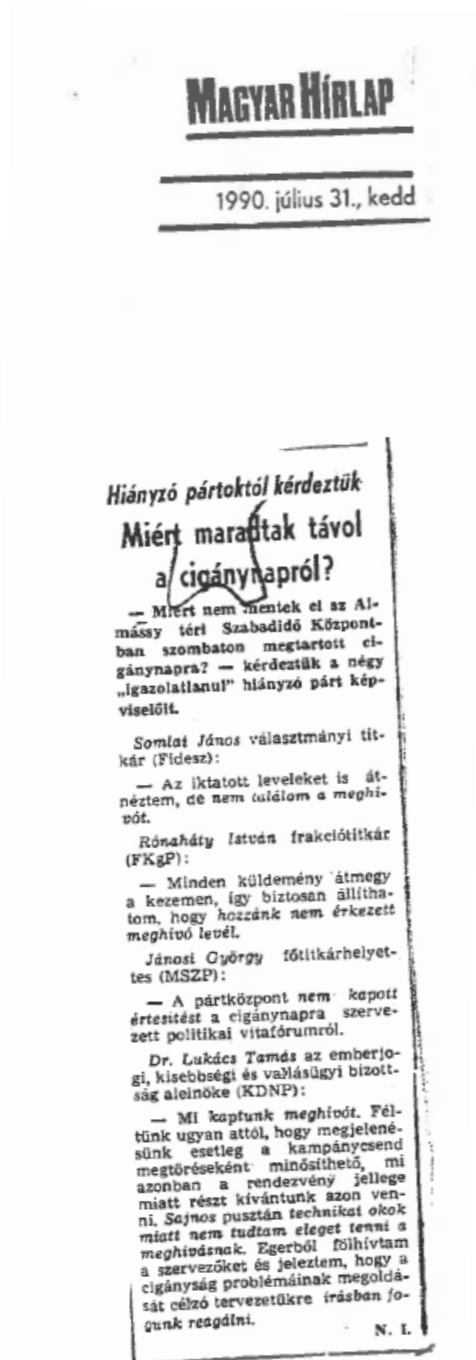 MAGYAR HÍRLAP
1990. július 31., kedd
Hiányzó pártoktól kérdeztük
Miért maradtak távol
a cigánynapról?
— Miért nem mentek el az Al-
mássy téri Szabadidő Központ-
ban szombaton megtartott ci-
gánynapra? — kérdeztük a négy
„igazolatlanul” hiányzó párt kép-
viselőit.
Somlai János választmányi tit-
kár (Fidesz):
— Az iktatott leveleket is át-
néztem, de nem találom a meghí-
vót.
Rónaháty István frakciótitkár
(FKgP):
— Minden küldemény átmegy
a kezemen, így biztosan állítha-
tom, hogy hozzánk nem érkezett
meghívó levél.
Jánosi György főtitkárhelyet-
tes (MSZP):
— A pártközpont nem kapott
értesítést a cigánynapra szerve-
zett politikai vitafórumról.
Dr. Lukács Tamás az emberjo-
gi, kisebbségi és vallásügyi bizott-
ság alelnöke (KDNP):
— Mi kaptunk meghívót. Fél-
tünk ugyan attól, hogy megjelené-
sünk esetleg a kampánycsend
megtöréseként minősíthető, mi
azonban a rendezvény jellege
miatt részt kívántunk azon ven-
ni. Sajnos pusztán technikai okok
miatt nem tudtam eleget tenni a
meghívásnak. Egerből fölhívtam
a szervezőket és jeleztem, hogy a
cigányság problémáinak megoldá-
sát célzó tervezetükre írásban fo-
gunk reagálni.
N. I.